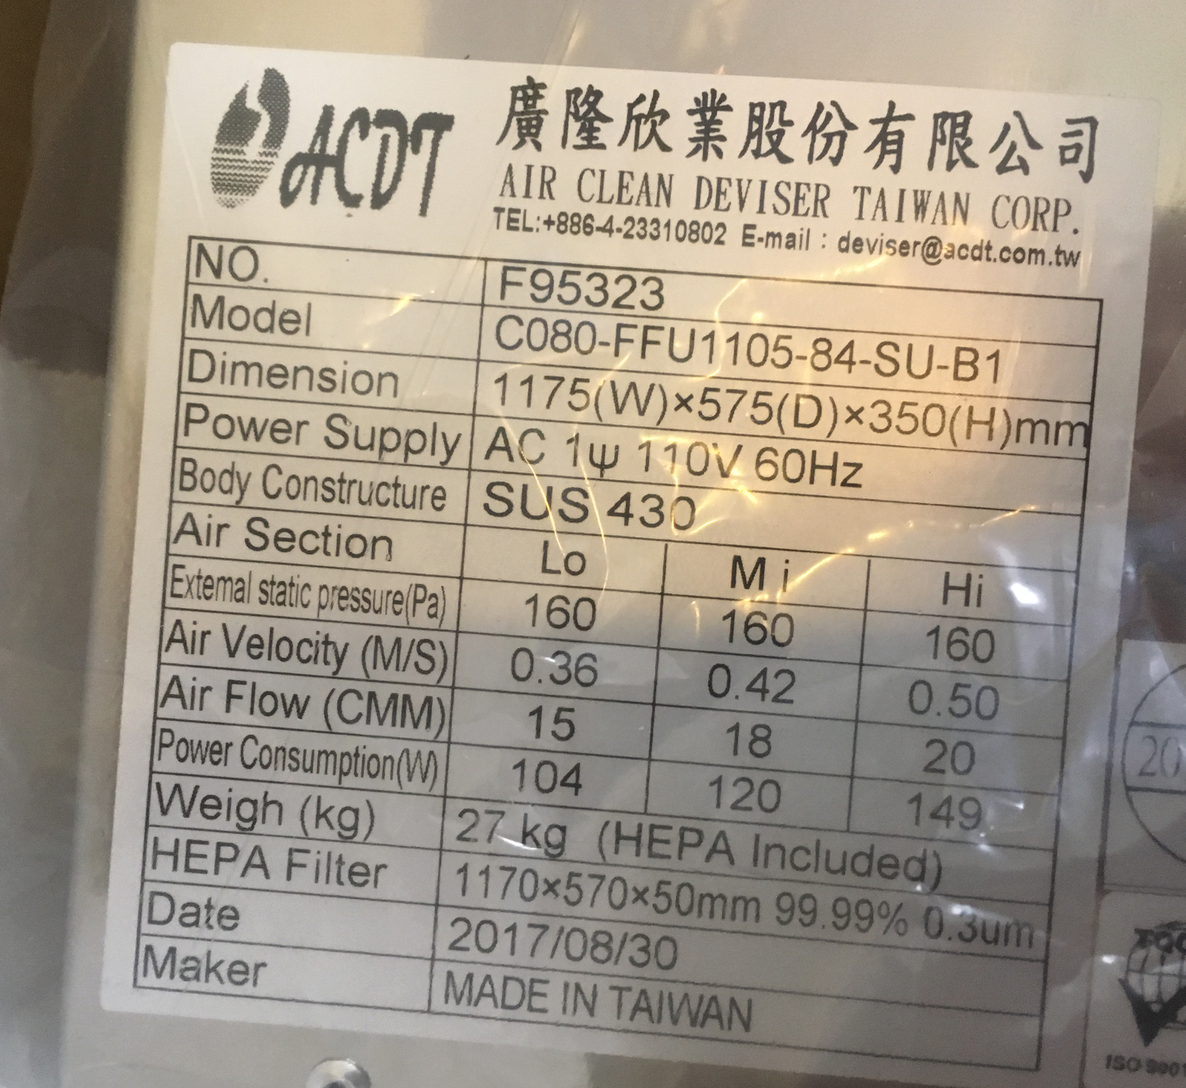 ACDT
廣隆欣業股份有限公司
AIR CLEAN DEVISER TAIWAN CORP.
TEL:+886-4-23310802 E-mail : deviser@acdt.com.tw
NO. F95323
Model C080-FFU1105-84-SU-B1
Dimension 1175(W)×575(D)×350(H)mm
Power Supply AC 1ψ 110V 60Hz
Body Constructure SUS 430
Air Section Lo Mi Hi
External static pressure(Pa) 160 160 160
Air Velocity (M/S) 0.36 0.42 0.50
Air Flow (CMM) 15 18 20
Power Consumption(W) 104 120 149
Weigh (kg) 27 kg (HEPA Included)
HEPA Filter 1170×570×50mm 99.99% 0.3um
Date 2017/08/30
Maker MADE IN TAIWAN
20
ISO 9001